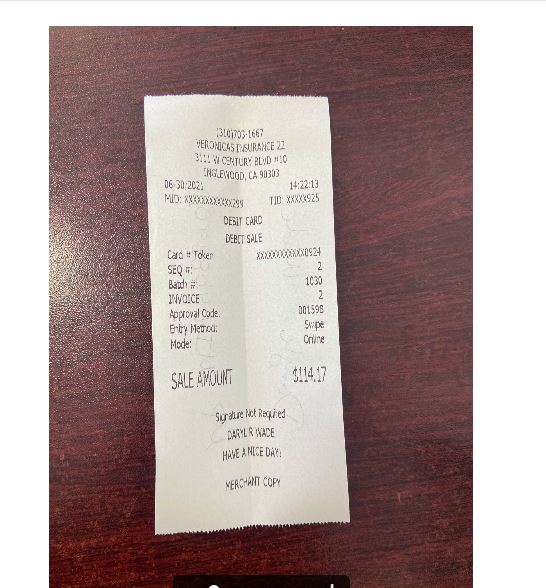 (310)703-1667
VERONICAS INSURANCE 22
3111 W CENTURY BLVD #10
INGLEWOOD, CA 90303
06-30-2021 14:22:13
MID: XXXXXXXXXXXX299 TID: XXXXX925
DEBIT CARD
DEBIT SALE
Card # Token XXXXXXXXXXXX0924
SEQ #: 2
Batch #: 1030
INVOICE 2
Approval Code: 001598
Entry Method: Swipe
Mode: Online
SALE AMOUNT $114.17
Signature Not Required
DARYL R WADE
HAVE A NICE DAY!
MERCHANT COPY